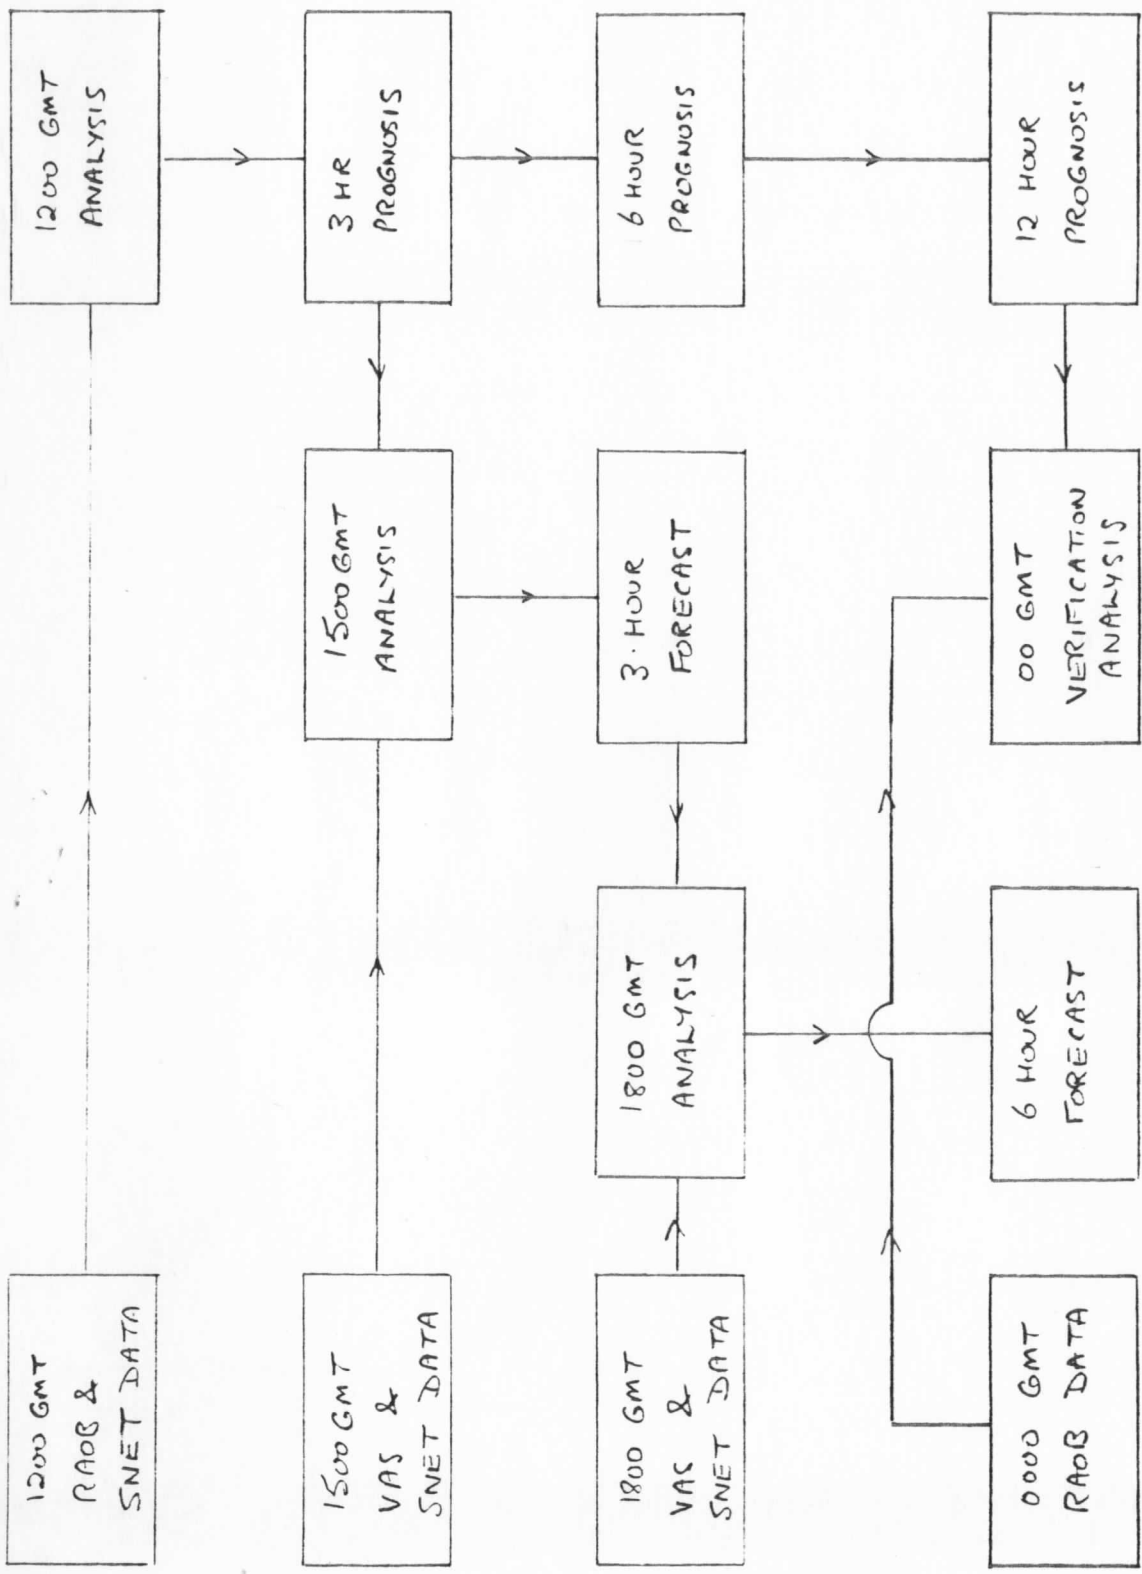 1200 GMT
RAOB &
SNET DATA
1200 GMT
ANALYSIS
1500 GMT
VAS &
SNET DATA
1500 GMT
ANALYSIS
3 HR
PROGNOSIS
1800 GMT
VAS &
SNET DATA
1800 GMT
ANALYSIS
3 HOUR
FORECAST
6 HOUR
PROGNOSIS
0000 GMT
RAOB DATA
6 HOUR
FORECAST
00 GMT
VERIFICATION
ANALYSIS
12 HOUR
PROGNOSIS